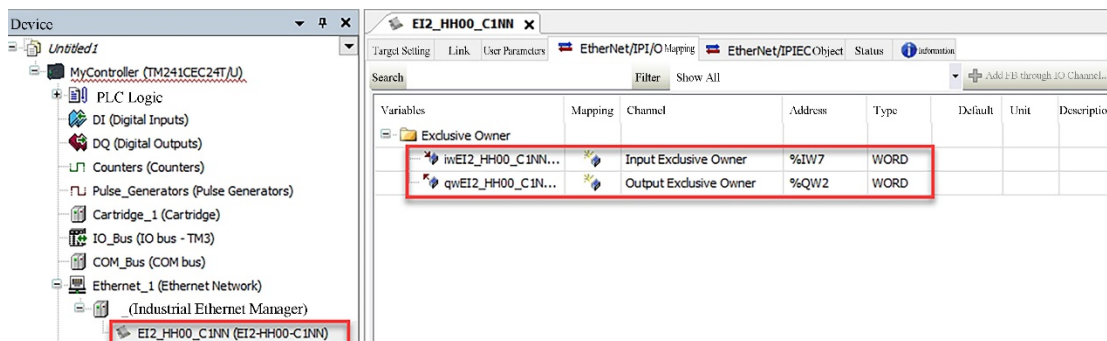 Device
Untitled1
MyController (TM241CEC24T/U)
PLC Logic
DI (Digital Inputs)
DQ (Digital Outputs)
Counters (Counters)
Pulse_Generators (Pulse Generators)
Cartridge_1 (Cartridge)
IO_Bus (IO bus - TM3)
COM_Bus (COM bus)
Ethernet_1 (Ethernet Network)
_(Industrial Ethernet Manager)
EI2_HH00_C1NN (EI2-HH00-C1NN)
EI2_HH00_C1NN
Target Setting Link User Parameters EtherNet/IPI/O Mapping EtherNet/IPIEC Object Status Information
Search Filter Show All Add FB through IO Channel...
Variables Mapping Channel Address Type Default Unit Descriptio
Exclusive Owner
iwEI2_HH00_C1NN... Input Exclusive Owner %IW7 WORD
qwEI2_HH00_C1N... Output Exclusive Owner %QW2 WORD